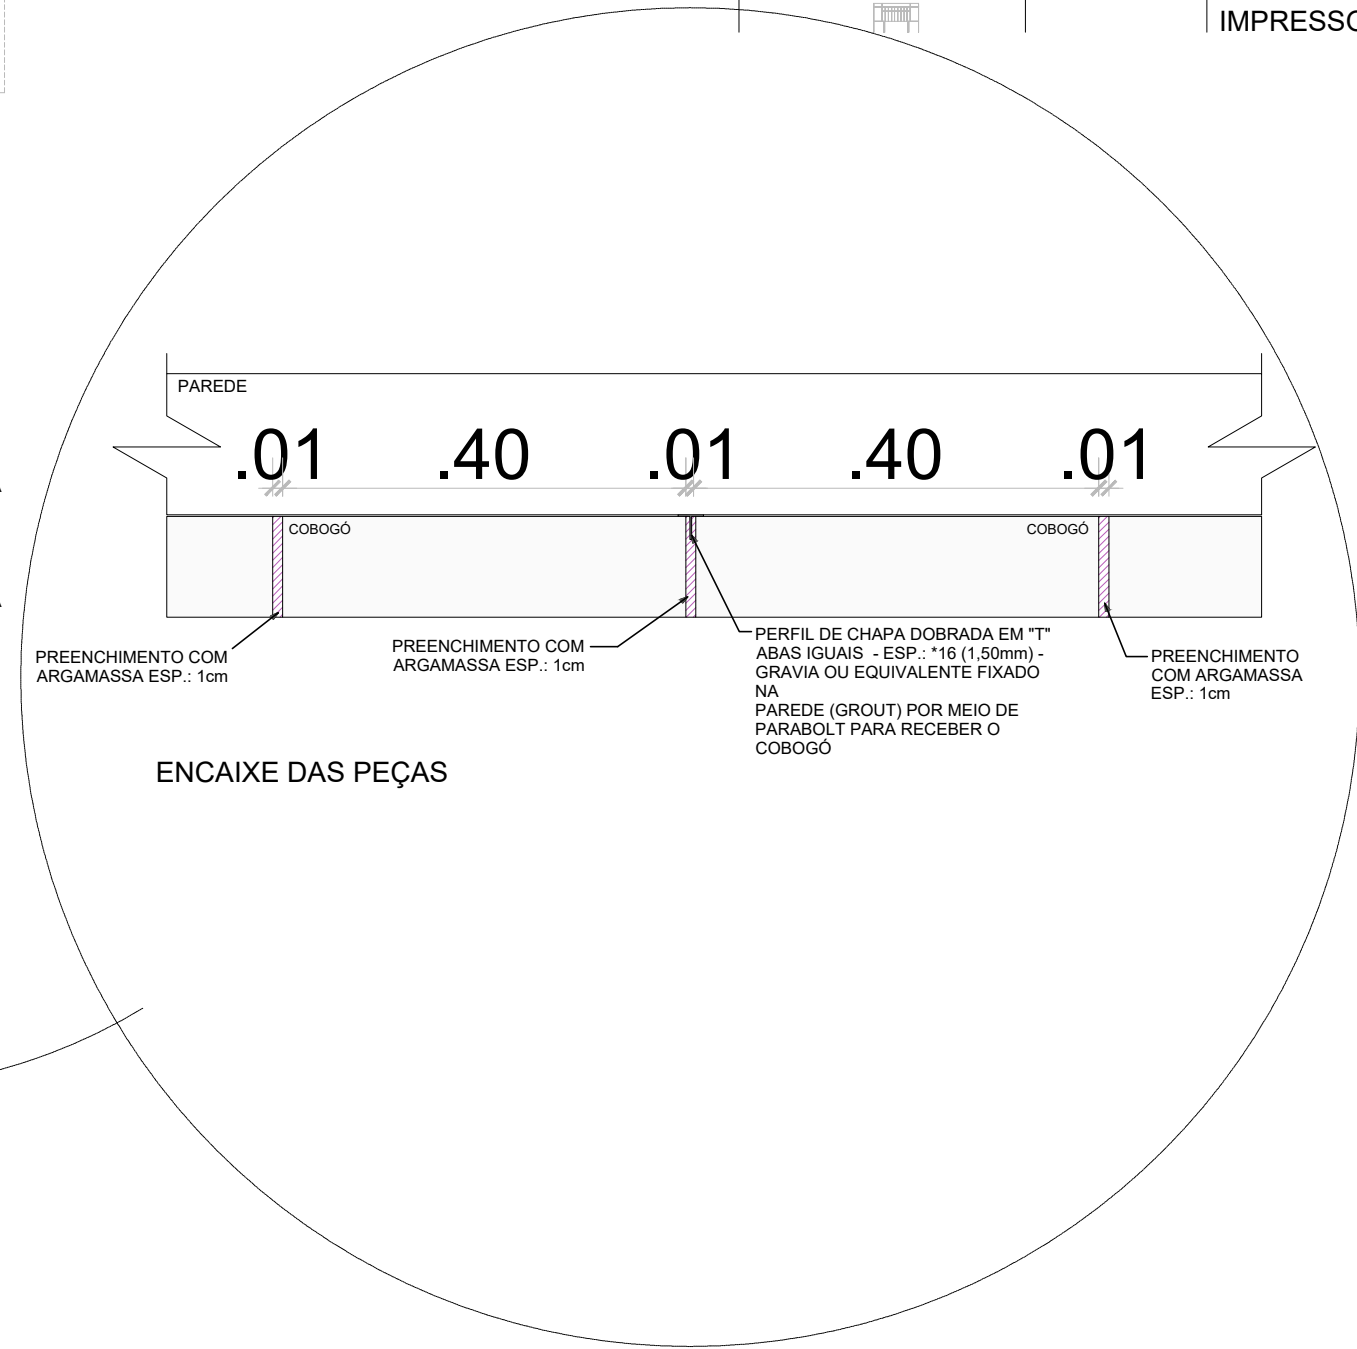 IMPRESSO
PAREDE
.01 .40 .01 .40 .01
COBOGÓ COBOGÓ
PREENCHIMENTO COM
ARGAMASSA ESP.: 1cm
PREENCHIMENTO COM
ARGAMASSA ESP.: 1cm
PERFIL DE CHAPA DOBRADA EM "T"
ABAS IGUAIS - ESP.: *16 (1,50mm) -
GRAVIA OU EQUIVALENTE FIXADO
NA
PAREDE (GROUT) POR MEIO DE
PARABOLT PARA RECEBER O
COBOGÓ
PREENCHIMENTO
COM ARGAMASSA
ESP.: 1cm
ENCAIXE DAS PEÇAS